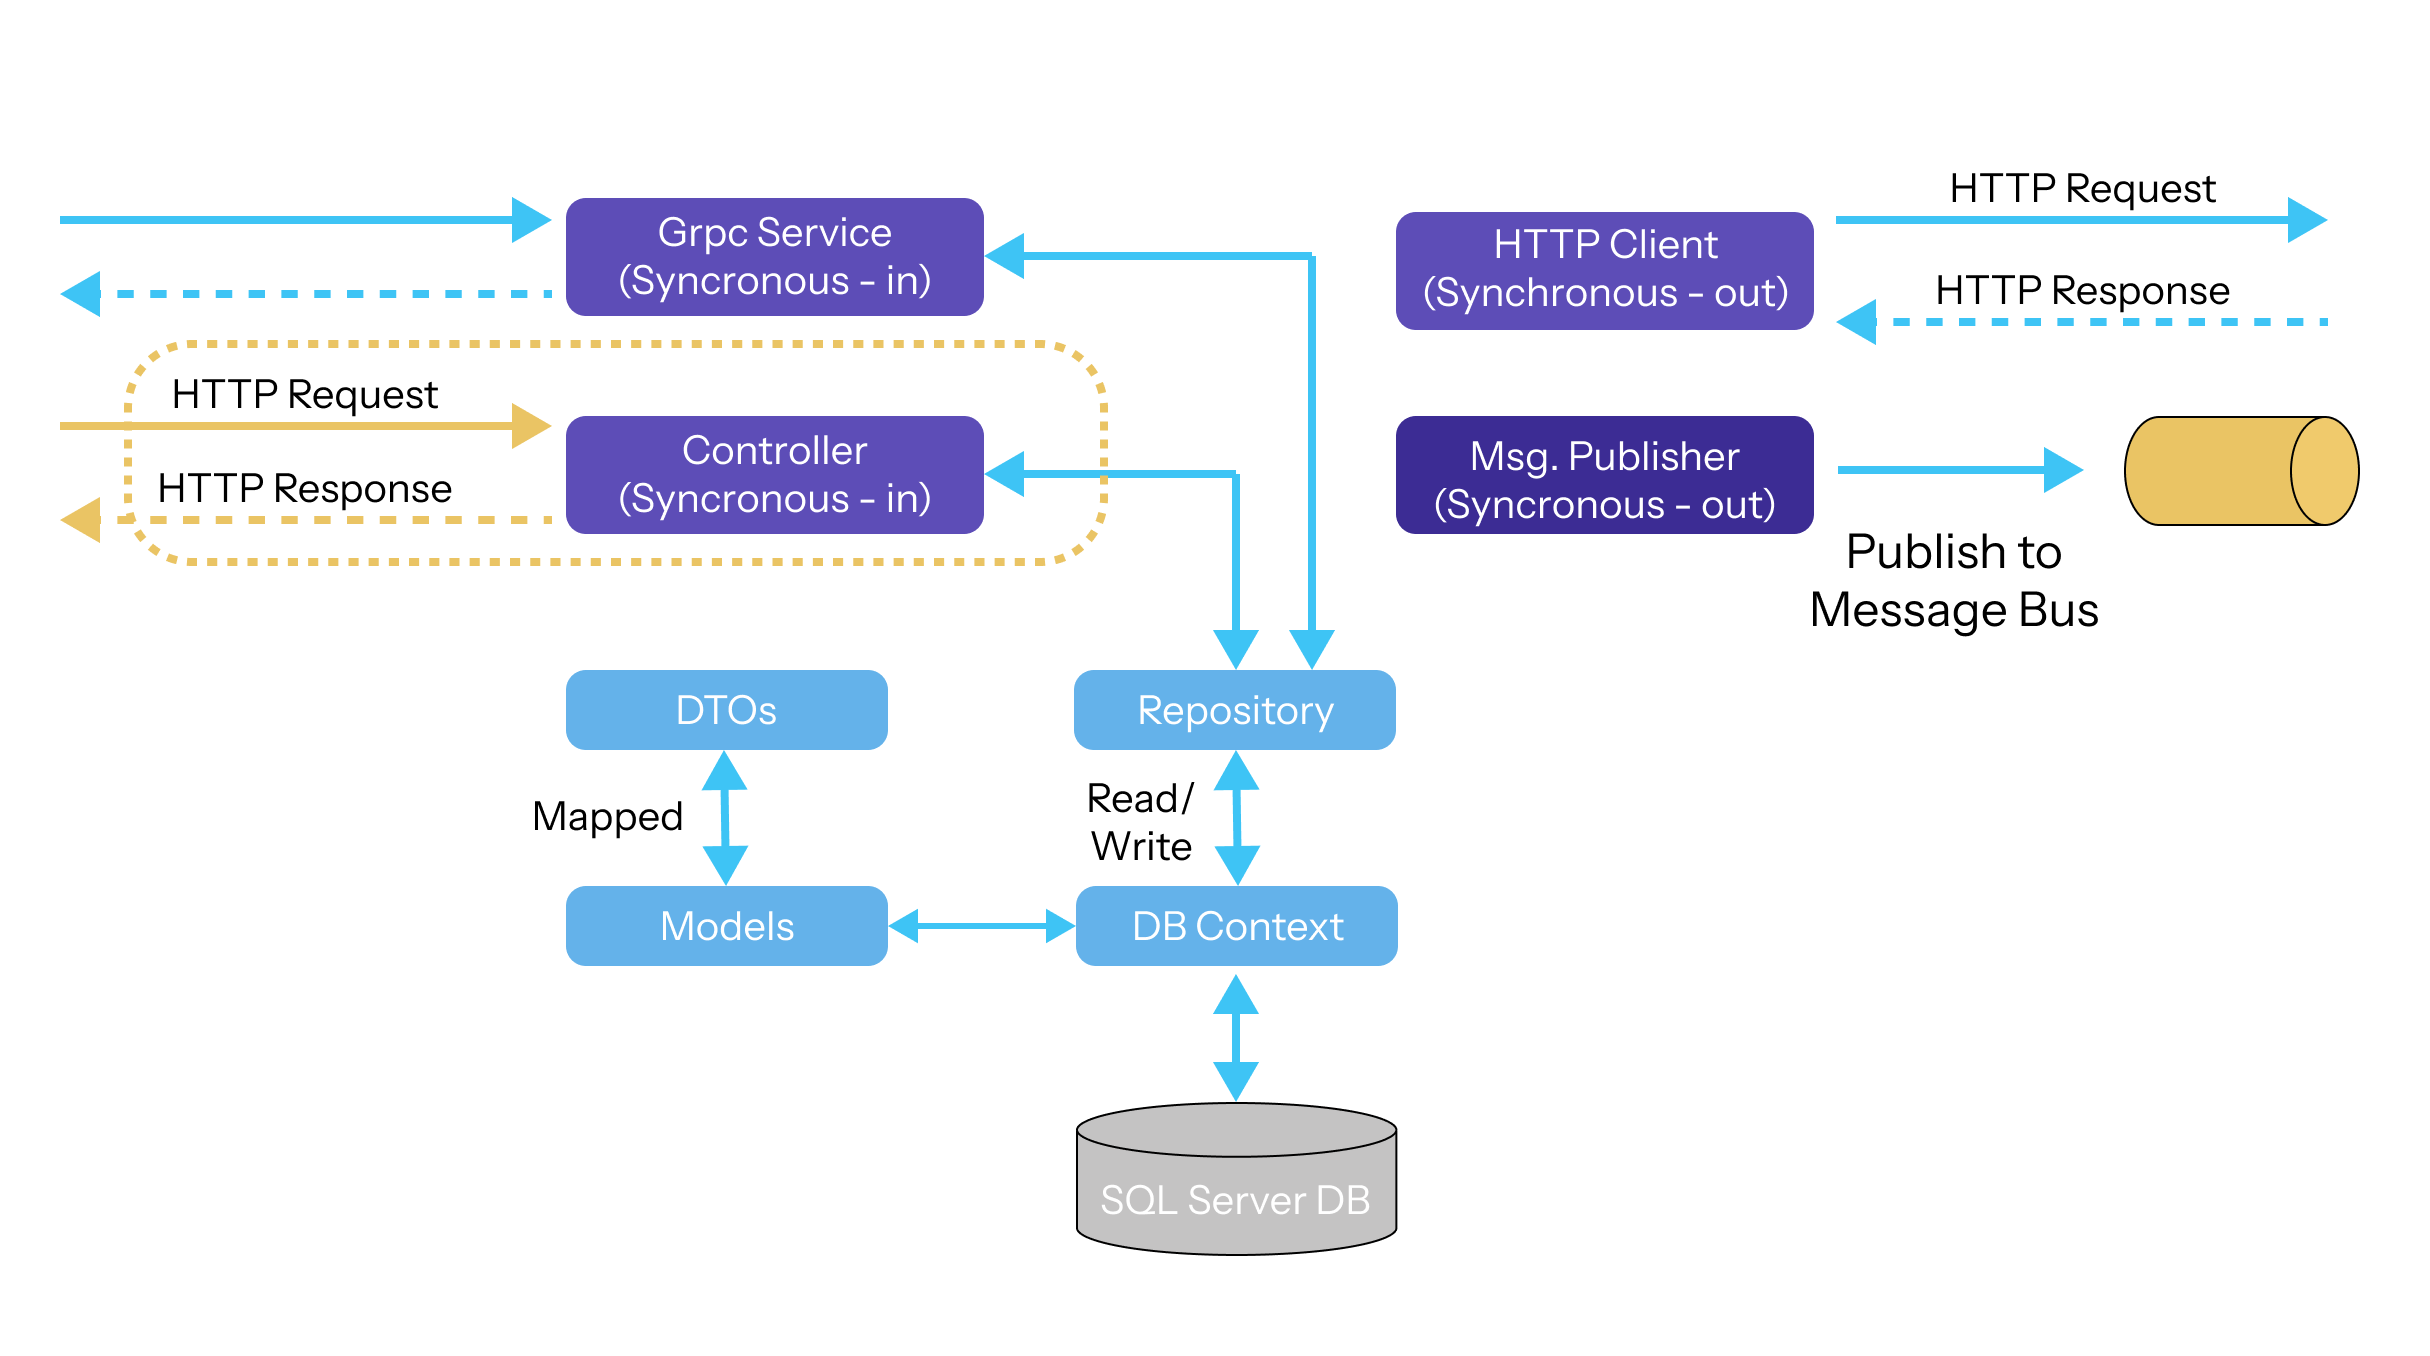 Grpc Service
(Syncronous - in)
HTTP Client
(Synchronous - out)
HTTP Request
HTTP Response
HTTP Request
HTTP Response
Controller
(Syncronous - in)
Msg. Publisher
(Syncronous - out)
Publish to
Message Bus
DTOs
Repository
Mapped
Read/
Write
Models
DB Context
SQL Server DB